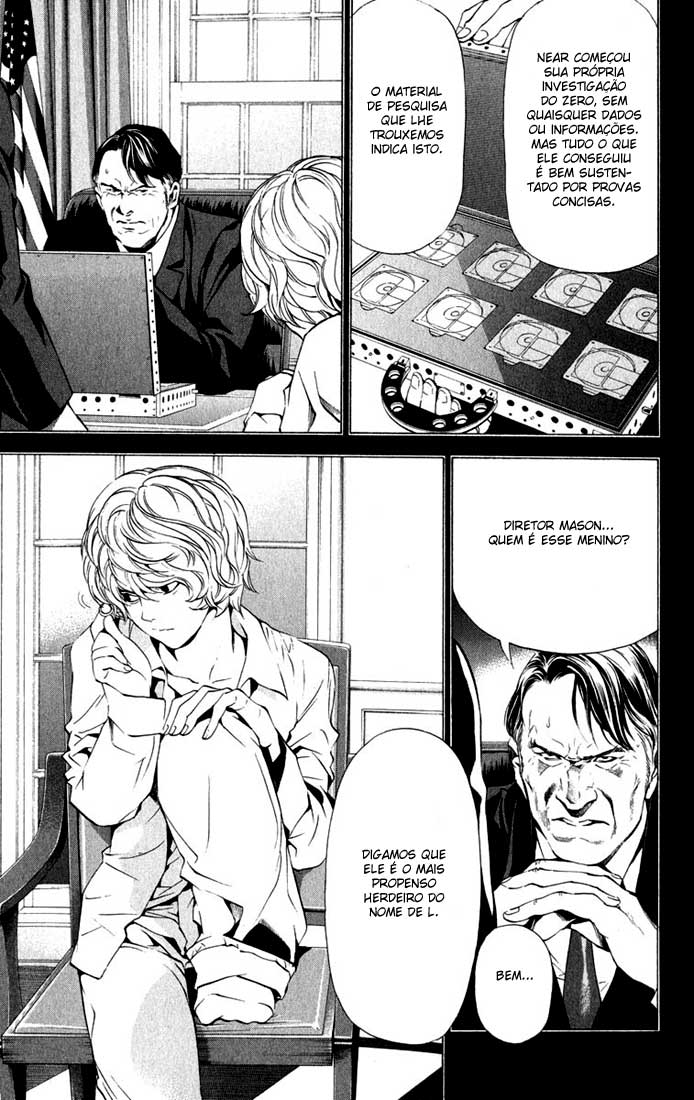 NEAR COMEÇOU
SUA PRÓPRIA
INVESTIGAÇÃO
DO ZERO, SEM
QUAISQUER DADOS
OU INFORMAÇÕES.
MAS TUDO O QUE
ELE CONSEGUIU
É BEM SUSTEN-
TADO POR PROVAS
CONCISAS.
O MATERIAL
DE PESQUISA
QUE LHE
TROUXEMOS
INDICA ISTO.
DIRETOR MASON...
QUEM É ESSE MENINO?
BEM...
DIGAMOS QUE
ELE É O MAIS
PROPENSO
HERDEIRO DO
NOME DE L.